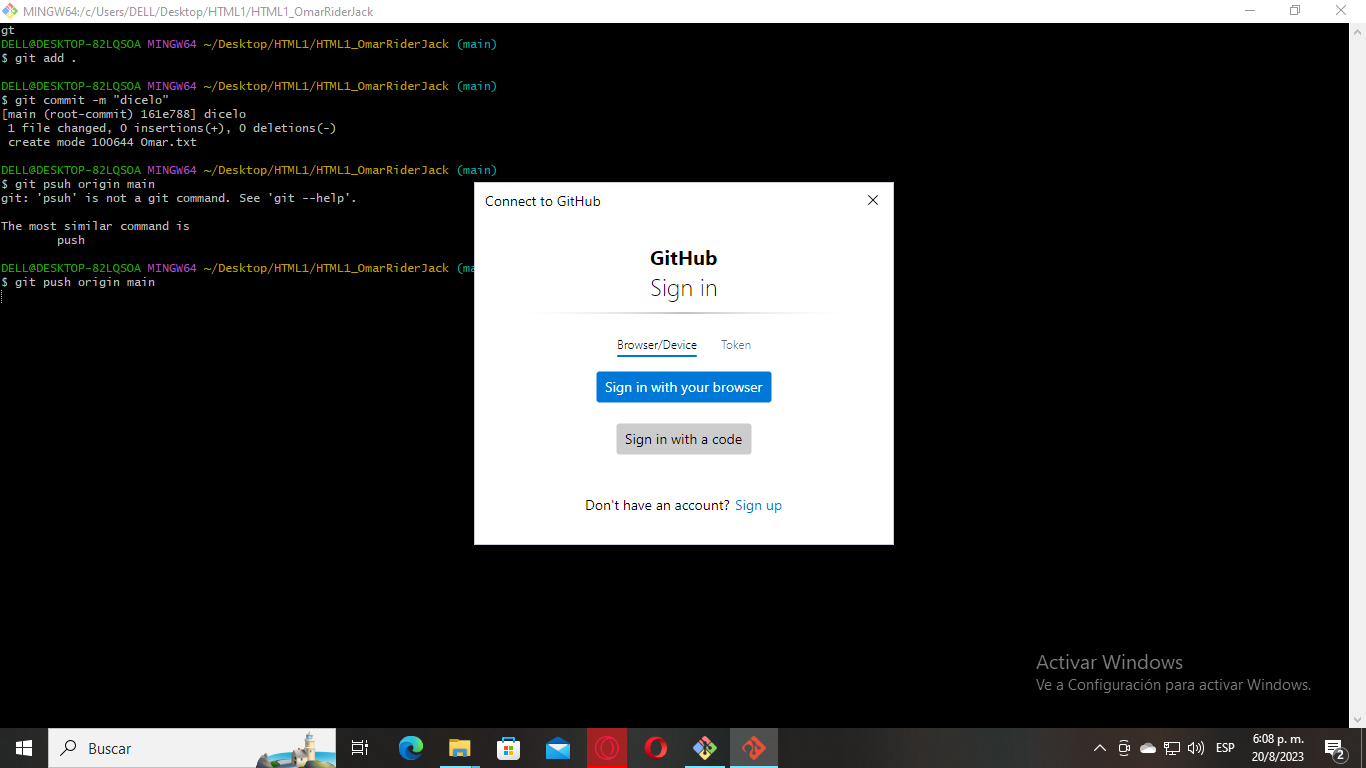 MINGW64:/c/Users/DELL/Desktop/HTML1/HTML1_OmarRiderJack
gt
DELL@DESKTOP-82LQSOA MINGW64 ~/Desktop/HTML1/HTML1_OmarRiderJack (main)
$ git add .
DELL@DESKTOP-82LQSOA MINGW64 ~/Desktop/HTML1/HTML1_OmarRiderJack (main)
$ git commit -m "dicelo"
[main (root-commit) 161e788] dicelo
1 file changed, 0 insertions(+), 0 deletions(-)
create mode 100644 Omar.txt
DELL@DESKTOP-82LQSOA MINGW64 ~/Desktop/HTML1/HTML1_OmarRiderJack (main)
$ git psuh origin main
git: 'psuh' is not a git command. See 'git --help'.
The most similar command is
push
DELL@DESKTOP-82LQSOA MINGW64 ~/Desktop/HTML1/HTML1_OmarRiderJack (ma
$ git push origin main
Connect to GitHub
GitHub
Sign in
Browser/Device Token
Sign in with your browser
Sign in with a code
Don't have an account? Sign up
Activar Windows
Ve a Configuración para activar Windows.
Buscar
ESP
6:08 p. m.
20/8/2023
2